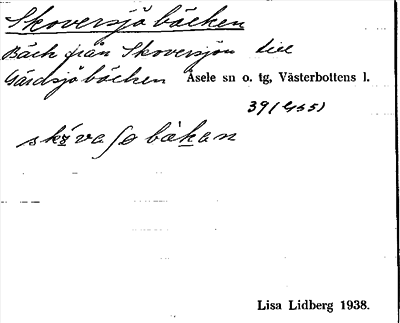 Skoversjöbäcken
Bäck från Skoversjön till
Gårdsjöbäcken Åsele sn o. tg, Västerbottens l.
39 (455)
Lisa Lidberg 1938.